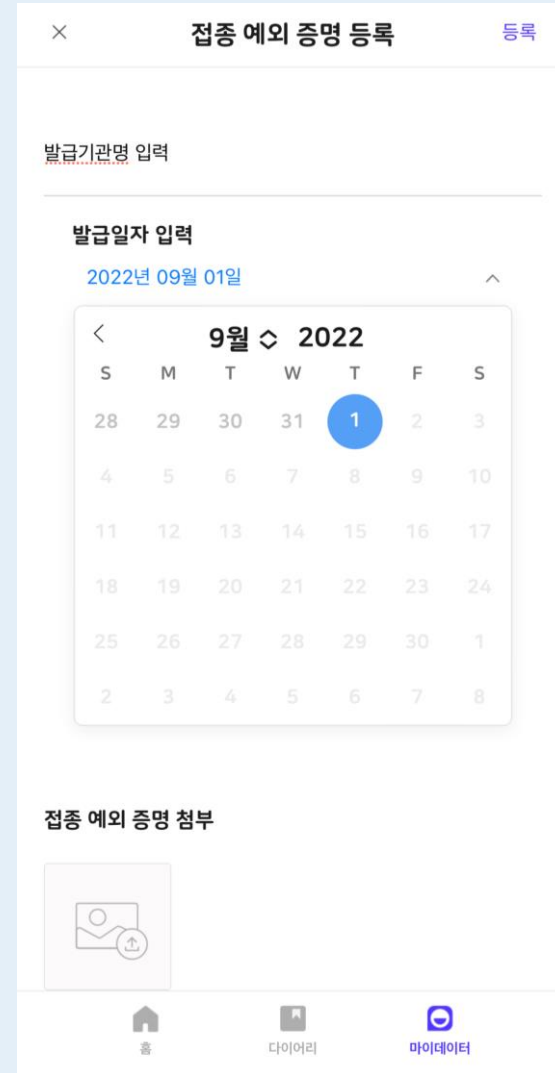 접종 예외 증명 등록 등록
발급기관명 입력
발급일자 입력
2022년 09월 01일
9월 2022
S M T W T F S
28 29 30 31 1 2 3
4 5 6 7 8 9 10
11 12 13 14 15 16 17
18 19 20 21 22 23 24
25 26 27 28 29 30 1
2 3 4 5 6 7 8
접종 예외 증명 첨부
홈 다이어리 마이데이터